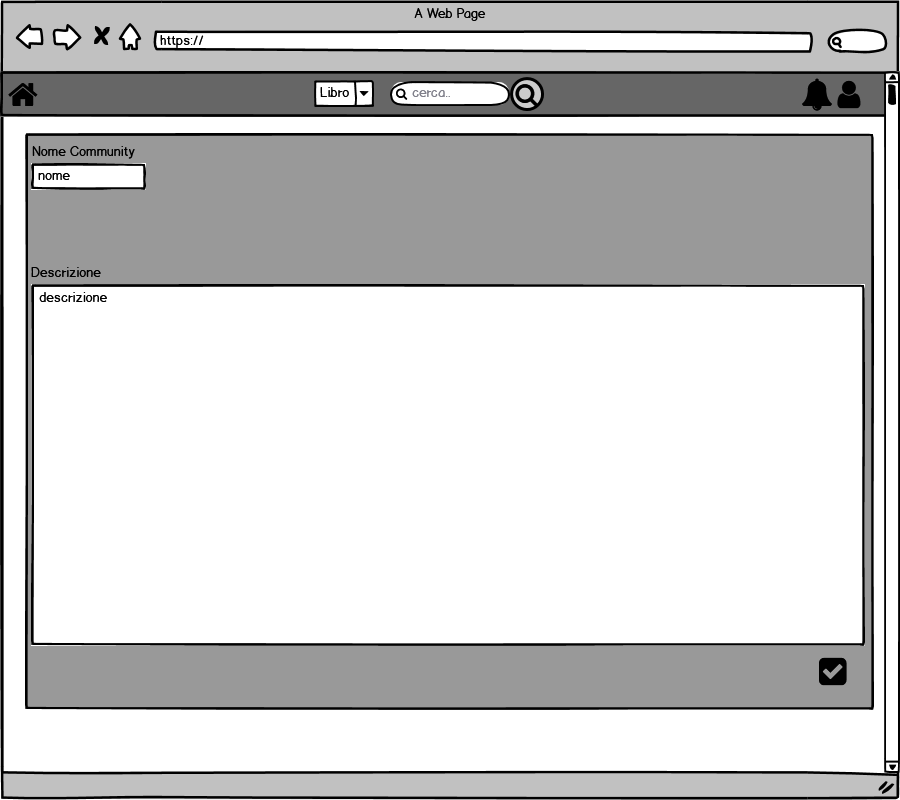 A Web Page
https://
Libro
cerca..
Nome Community
nome
Descrizione
descrizione